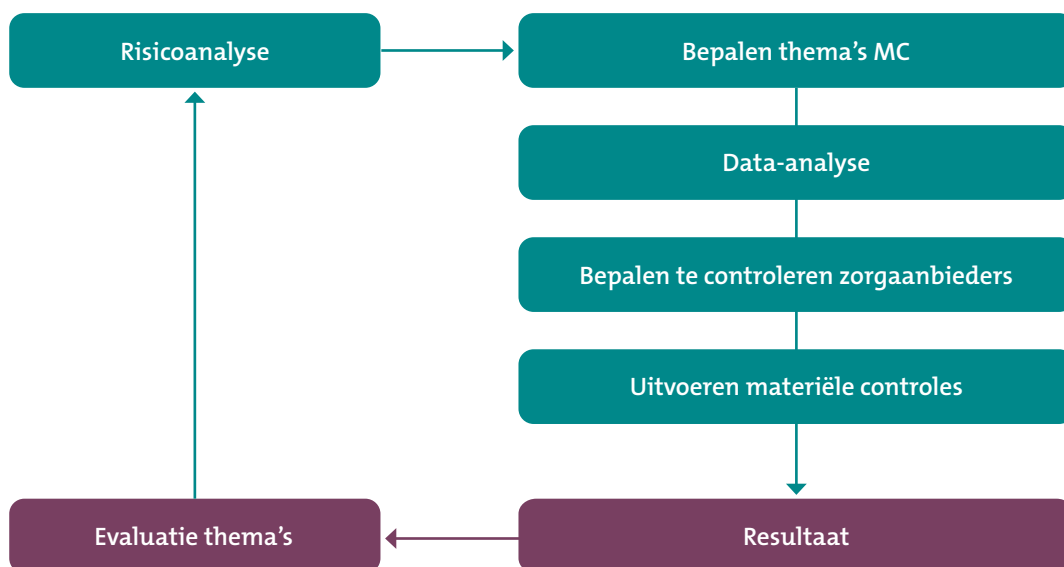 Risicoanalyse
Bepalen thema's MC
Data-analyse
Bepalen te controleren zorgaanbieders
Uitvoeren materiële controles
Resultaat
Evaluatie thema's